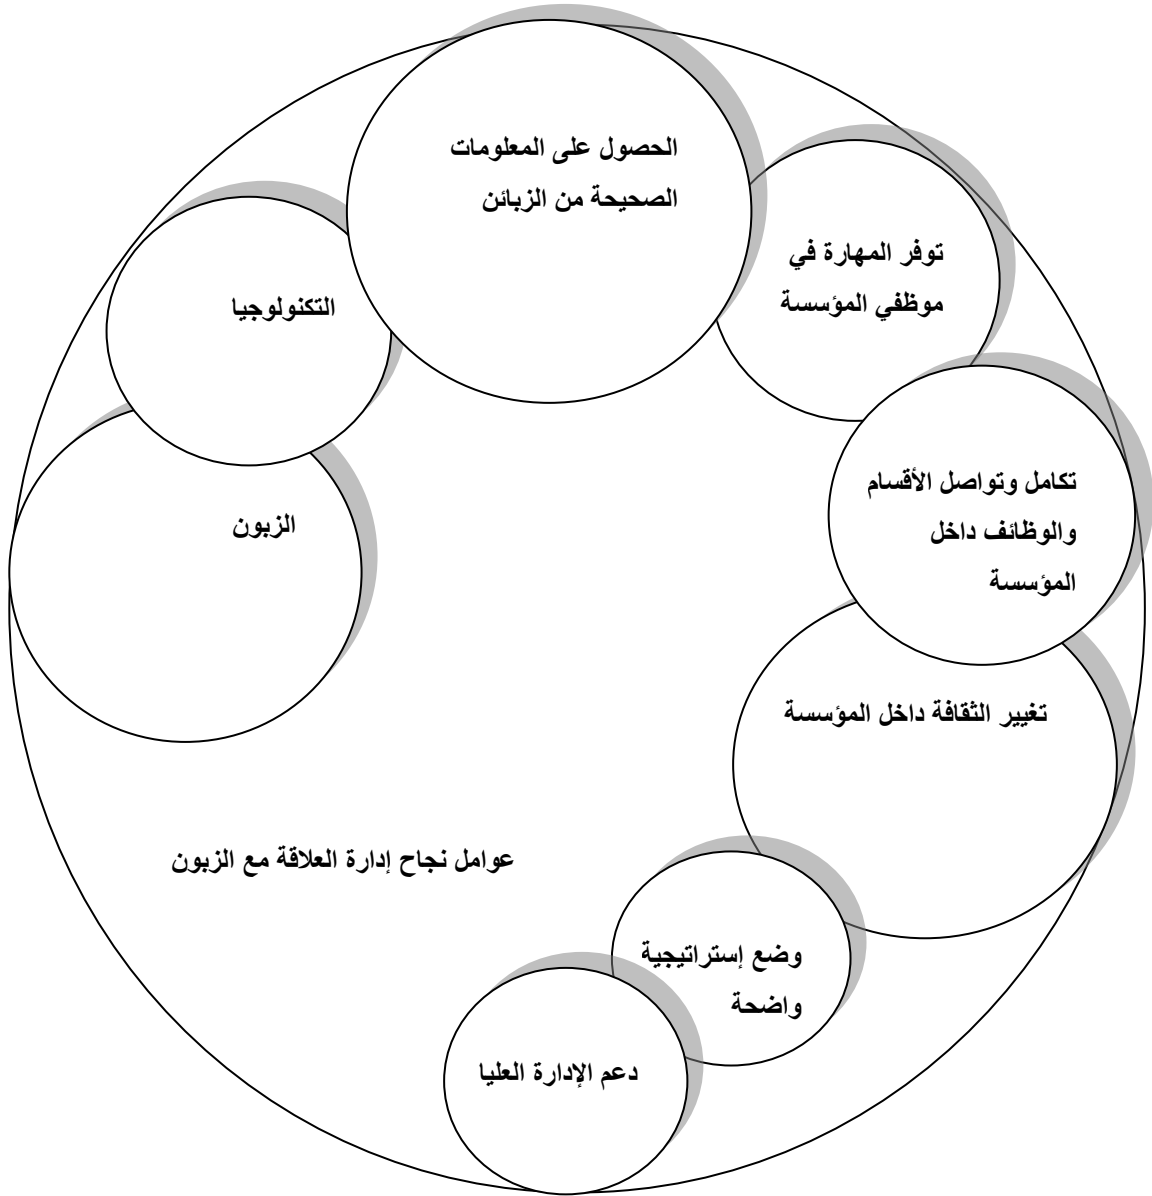 الحصول على المعلومات
الصحيحة من الزبائن
توفر المهارة في
موظفي المؤسسة
التكنولوجيا
تكامل وتواصل الأقسام
والوظائف داخل
المؤسسة
الزبون
تغيير الثقافة داخل المؤسسة
عوامل نجاح إدارة العلاقة مع الزبون
وضع إستراتيجية
واضحة
دعم الإدارة العليا